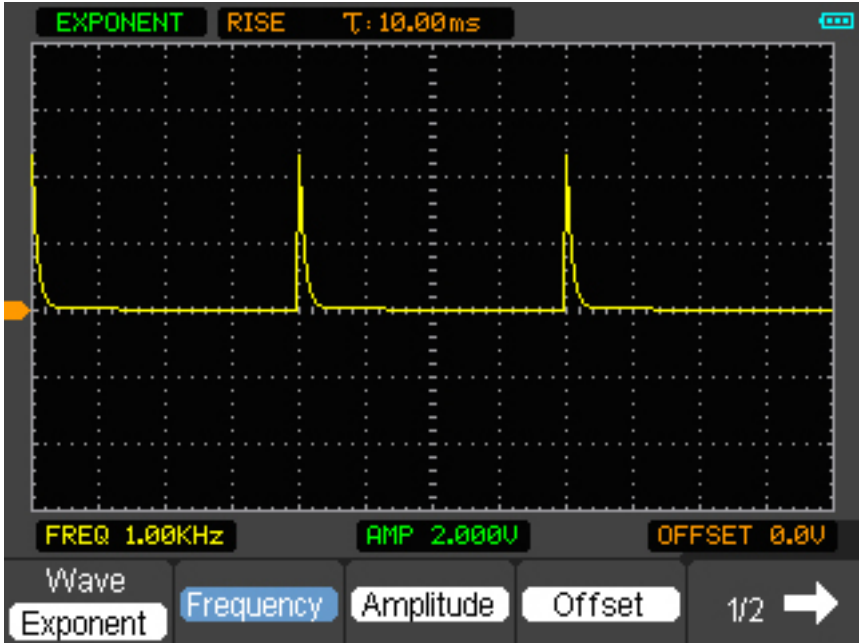 EXPONENT RISE τ:10.00ms
FREQ 1.00KHz AMP 2.000V OFFSET 0.0V
Wave
Exponent Frequency Amplitude Offset 1/2